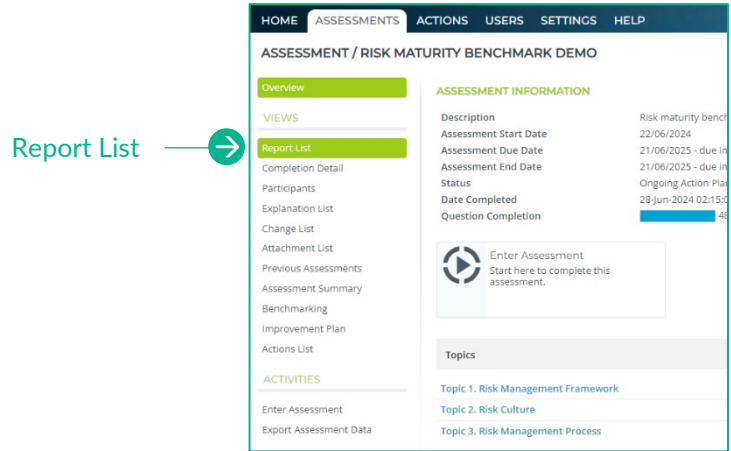 HOME ASSESSMENTS ACTIONS USERS SETTINGS HELP
ASSESSMENT / RISK MATURITY BENCHMARK DEMO
Report List
Overview
VIEWS
Report List
Completion Detail
Participants
Explanation List
Change List
Attachment List
Previous Assessments
Assessment Summary
Benchmarking
Improvement Plan
Actions List
ACTIVITIES
Enter Assessment
Export Assessment Data
ASSESSMENT INFORMATION
Description Risk maturity bench
Assessment Start Date 22/06/2024
Assessment Due Date 21/06/2025 - due in
Assessment End Date 21/06/2025 - due in
Status Ongoing Action Plan
Date Completed 28-Jun-2024 02:15:0
Question Completion 48
Enter Assessment
Start here to complete this
assessment.
Topics
Topic 1. Risk Management Framework
Topic 2. Risk Culture
Topic 3. Risk Management Process